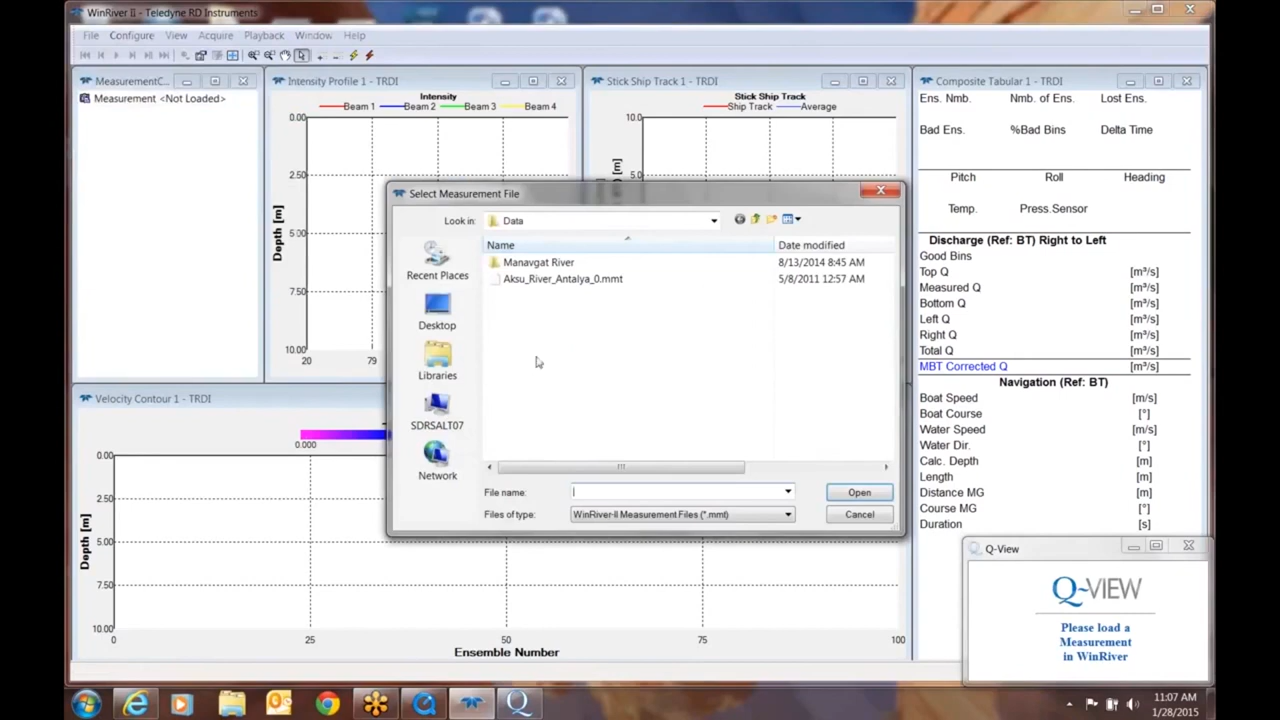 WinRiver II - Teledyne RD Instruments
File Configure View Acquire Playback Window Help
MeasurementC...
Measurement <Not Loaded>
Intensity Profile 1 - TRDI
Intensity
Beam 1 Beam 2 Beam 3 Beam 4
0.00
2.50
5.00
7.50
10.00
Depth [m]
20 79
Stick Ship Track 1 - TRDI
Stick Ship Track
Ship Track Average
10.0
5.0
Select Measurement File
Look in: Data
Name Date modified
Manavgat River 8/13/2014 8:45 AM
Aksu_River_Antalya_0.mmt 5/8/2011 12:57 AM
Recent Places
Desktop
Libraries
SDRSALT07
Network
File name: Open
Files of type: WinRiver-II Measurement Files (*.mmt) Cancel
Composite Tabular 1 - TRDI
Ens. Nmb. Nmb. of Ens. Lost Ens.
Bad Ens. %Bad Bins Delta Time
Pitch Roll Heading
Temp. Press.Sensor
Discharge (Ref: BT) Right to Left
Good Bins
Top Q [m³/s]
Measured Q [m³/s]
Bottom Q [m³/s]
Left Q [m³/s]
Right Q [m³/s]
Total Q [m³/s]
MBT Corrected Q [m³/s]
Navigation (Ref: BT)
Boat Speed [m/s]
Boat Course [°]
Water Speed [m/s]
Water Dir. [°]
Calc. Depth [m]
Length [m]
Distance MG [m]
Course MG [°]
Duration [s]
Velocity Contour 1 - TRDI
0.000
0.00
2.50
5.00
7.50
10.00
Depth [m]
0 25 50 75 100
Ensemble Number
Q-View
Q-VIEW
Please load a
Measurement
in WinRiver
11:07 AM
1/28/2015